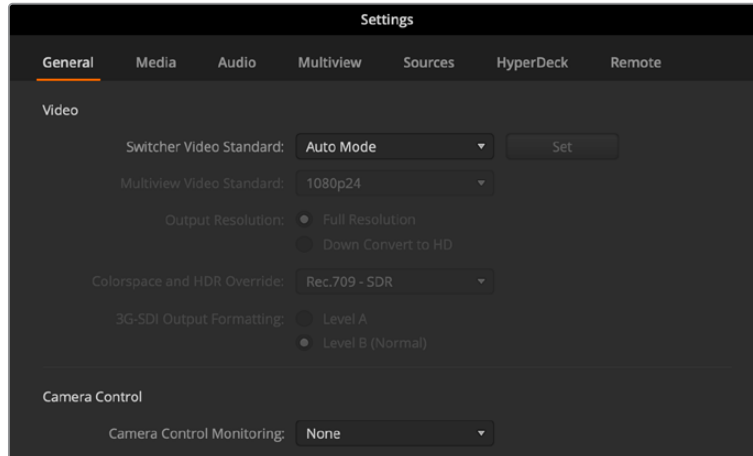 Settings
General Media Audio Multiview Sources HyperDeck Remote
Video
Switcher Video Standard: Auto Mode Set
Multiview Video Standard: 1080p24
Output Resolution: Full Resolution
Down Convert to HD
Colorspace and HDR Override: Rec.709 - SDR
3G-SDI Output Formatting: Level A
Level B (Normal)
Camera Control
Camera Control Monitoring: None